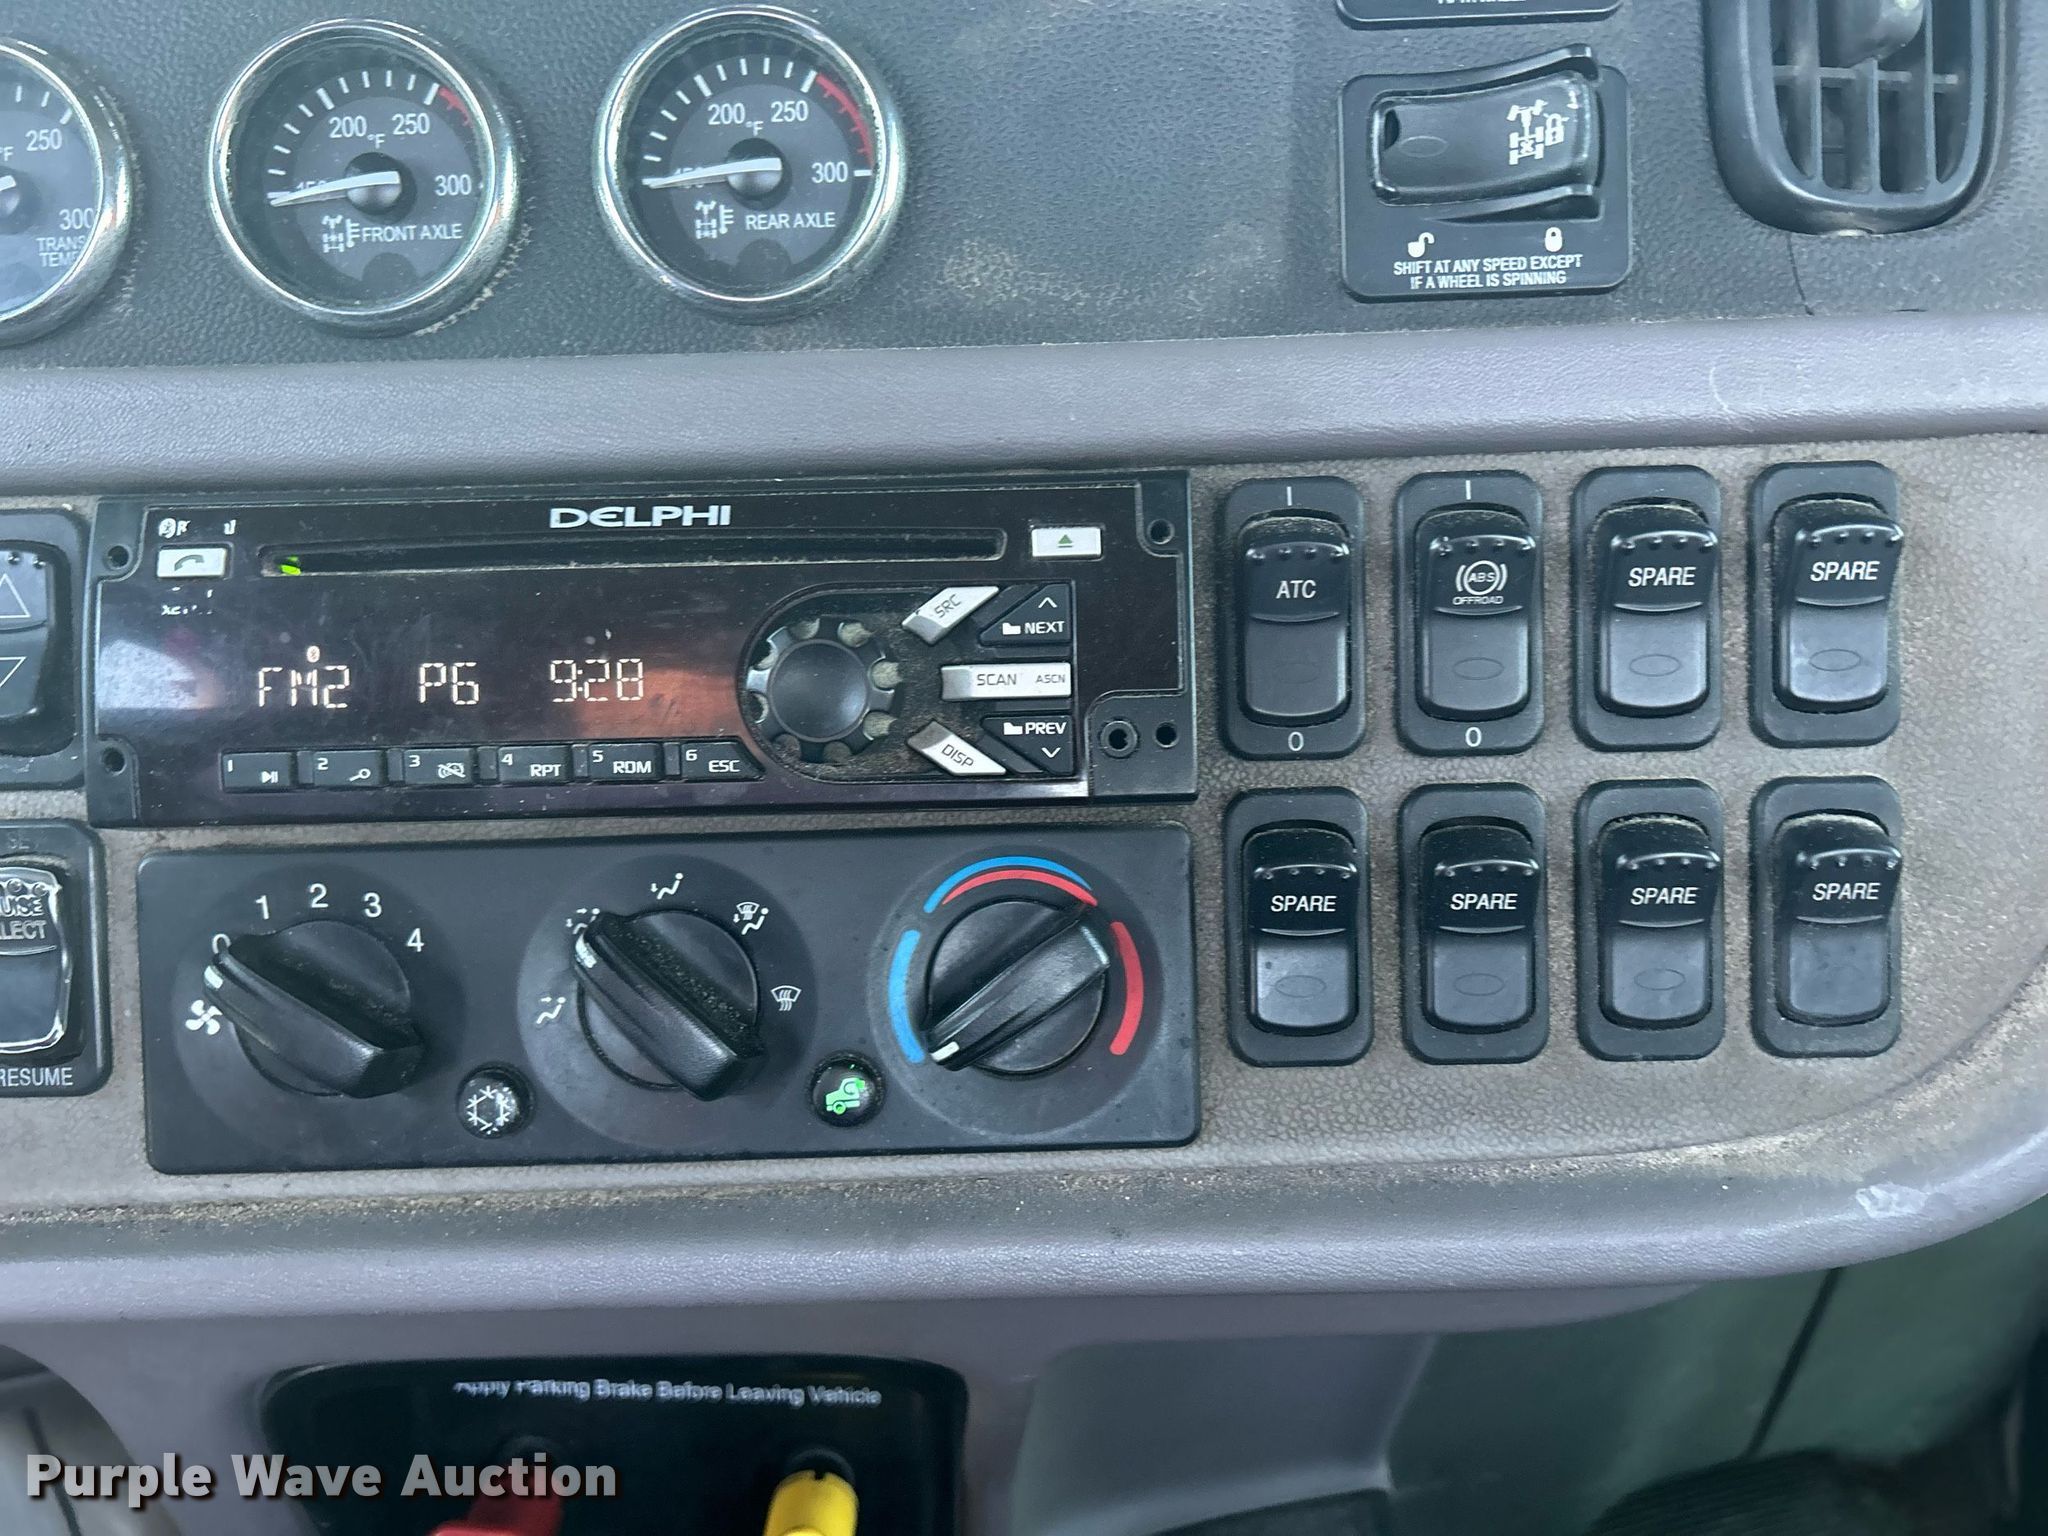 250
°F
300
TRANS
TEMP
200
250
°F
300
FRONT AXLE
200
250
°F
300
REAR AXLE
SHIFT AT ANY SPEED EXCEPT
IF A WHEEL IS SPINNING
DELPHI
SRC
NEXT
SCAN ASCN
PREV
DISP
FM2 P6 9:28
1
2
3
4 RPT
5 RDM
6 ESC
I
ATC
O
I
ABS
OFFROAD
O
SPARE
SPARE
SPARE
SPARE
SPARE
SPARE
RESUME
0 1 2 3 4
Apply Parking Brake Before Leaving Vehicle
Purple Wave Auction